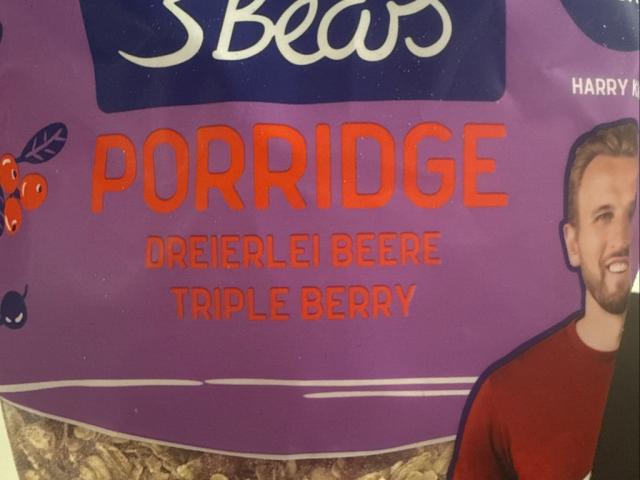 3Bears
HARRY
PORRIDGE
DREIERLEI BEERE
TRIPLE BERRY